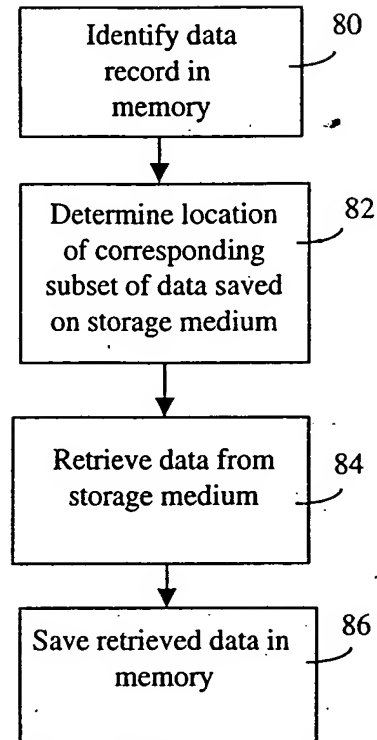 Identify data
record in
memory
80
Determine location
of corresponding
subset of data saved
on storage medium
82
Retrieve data from
storage medium
84
Save retrieved data in
memory
86